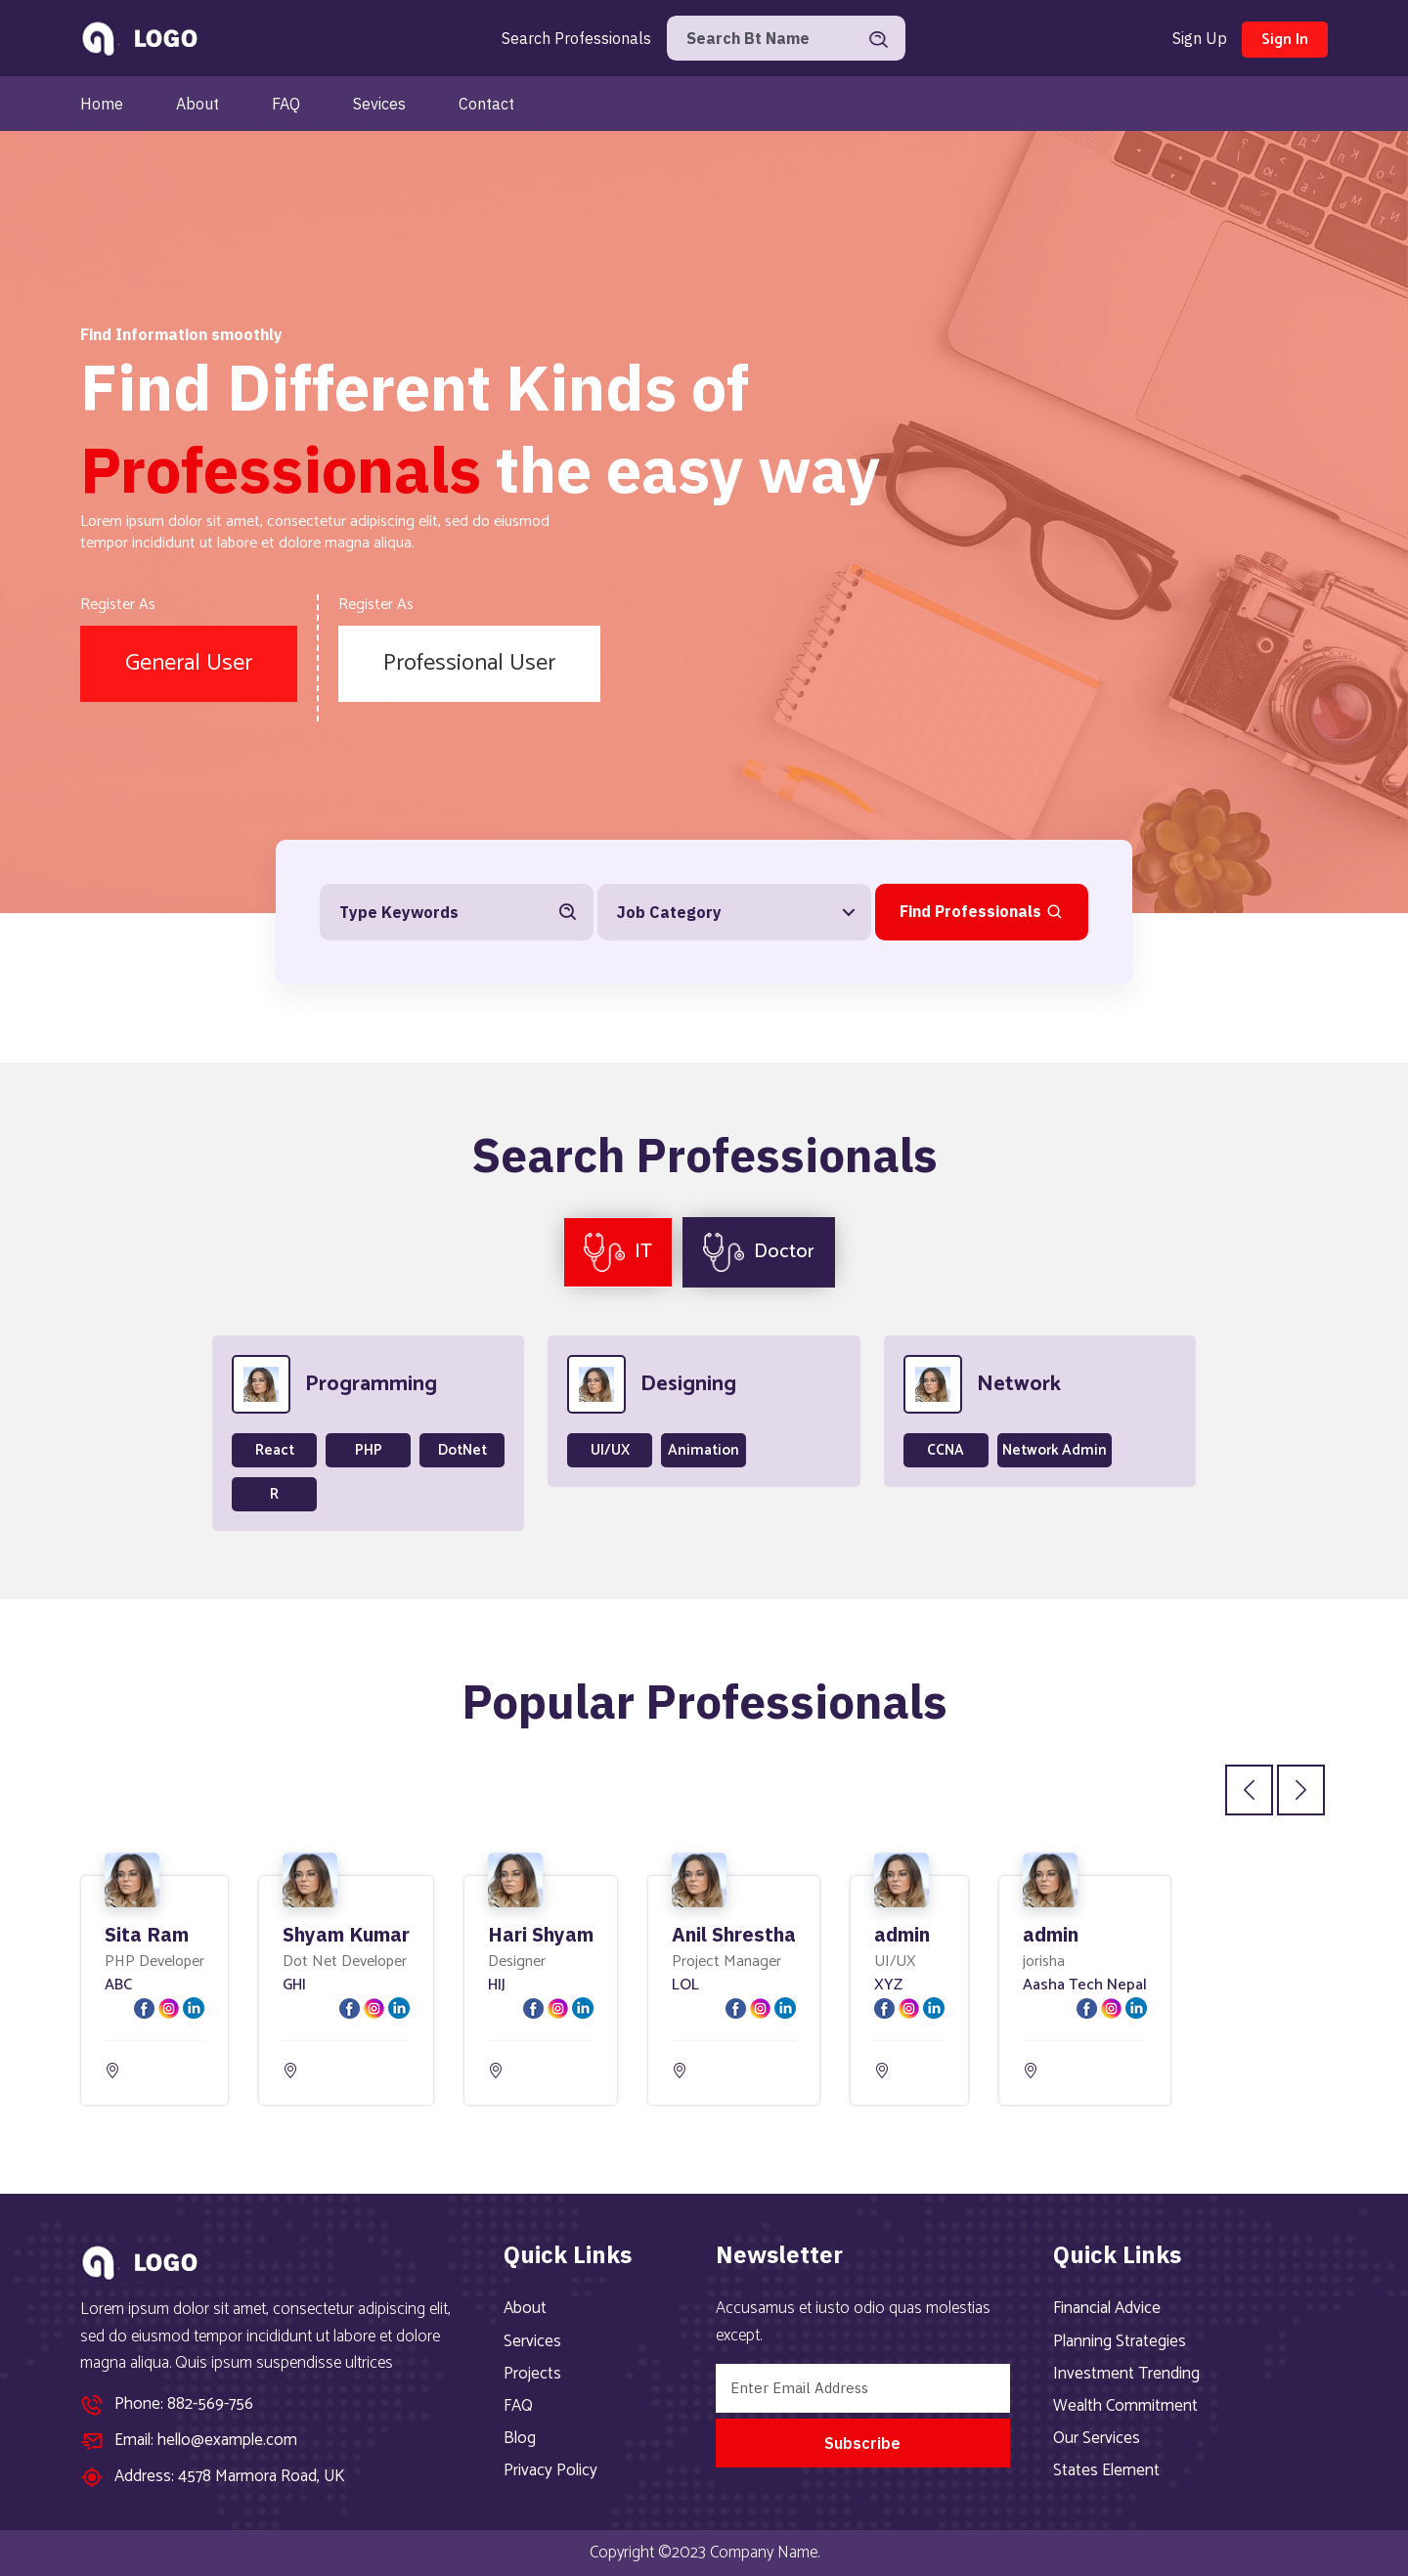 LOGO
Search Professionals
Search Bt Name
Sign Up
Sign In
Home
About
FAQ
Sevices
Contact
Find Information smoothly
Find Different Kinds of
Professionals the easy way
Lorem ipsum dolor sit amet, consectetur adipiscing elit, sed do eiusmod
tempor incididunt ut labore et dolore magna aliqua.
Register As
General User
Register As
Professional User
Type Keywords
Job Category
Find Professionals
Search Professionals
IT
Doctor
Programming
React
PHP
DotNet
R
Designing
UI/UX
Animation
Network
CCNA
Network Admin
Popular Professionals
Sita Ram
PHP Developer
ABC
Shyam Kumar
Dot Net Developer
GHI
Hari Shyam
Designer
HIJ
Anil Shrestha
Project Manager
LOL
admin
UI/UX
XYZ
admin
jorisha
Aasha Tech Nepal
LOGO
Lorem ipsum dolor sit amet, consectetur adipiscing elit,
sed do eiusmod tempor incididunt ut labore et dolore
magna aliqua. Quis ipsum suspendisse ultrices
Phone: 882-569-756
Email: hello@example.com
Address: 4578 Marmora Road, UK
Quick Links
About
Services
Projects
FAQ
Blog
Privacy Policy
Newsletter
Accusamus et iusto odio quas molestias
except.
Enter Email Address
Subscribe
Quick Links
Financial Advice
Planning Strategies
Investment Trending
Wealth Commitment
Our Services
States Element
Copyright ©2023 Company Name.